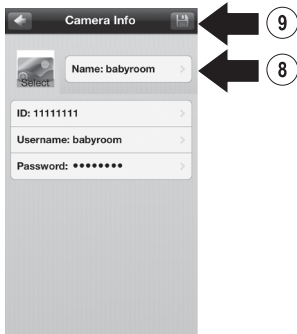 Camera Info
9
Select
Name: babyroom
8
ID: 11111111
Username: babyroom
Password: ●●●●●●●●